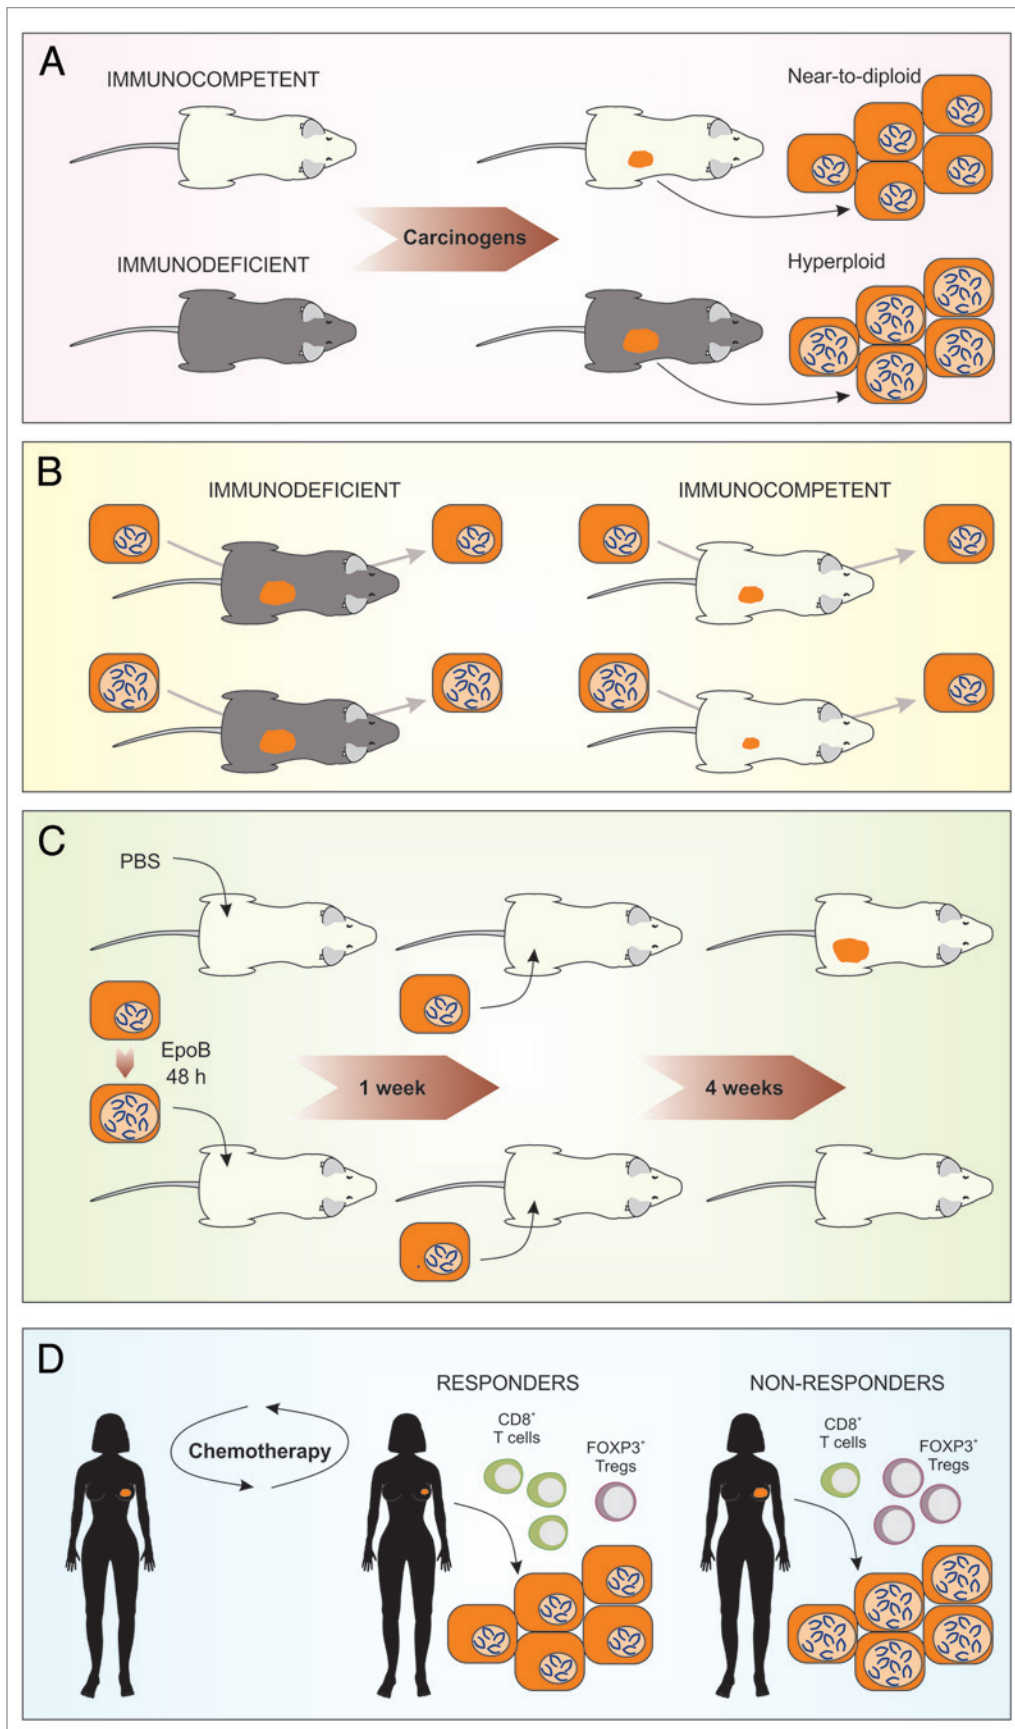 A
IMMUNOCOMPETENT
Near-to-diploid
Carcinogens
IMMUNODEFICIENT
Hyperploid
B
IMMUNODEFICIENT
IMMUNOCOMPETENT
C
PBS
EpoB
48 h
1 week
4 weeks
D
RESPONDERS
NON-RESPONDERS
Chemotherapy
CD8⁺
T cells
FOXP3⁺
Tregs
CD8⁺
T cells
FOXP3⁺
Tregs